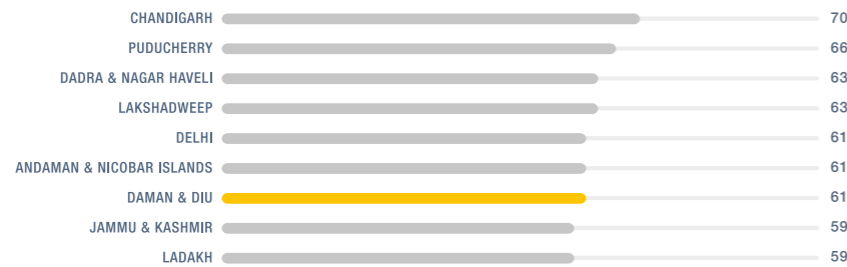 CHANDIGARH 70
PUDUCHERRY 66
DADRA & NAGAR HAVELI 63
LAKSHADWEEP 63
DELHI 61
ANDAMAN & NICOBAR ISLANDS 61
DAMAN & DIU 61
JAMMU & KASHMIR 59
LADAKH 59